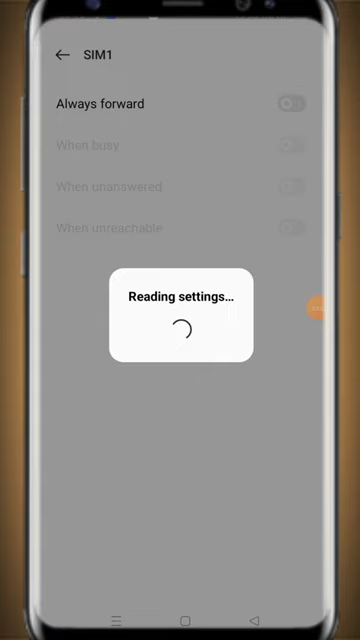 SIM1
Always forward
When busy
When unanswered
When unreachable
Reading settings...